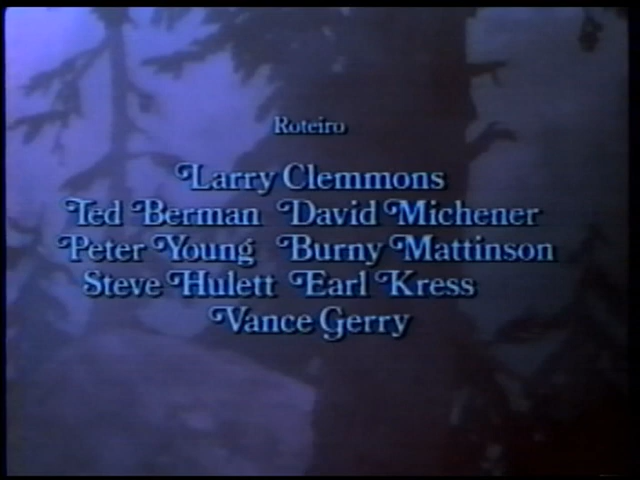 Roteiro
Larry Clemmons
Ted Berman David Michener
Peter Young Burny Mattinson
Steve Hulett Earl Kress
Vance Gerry